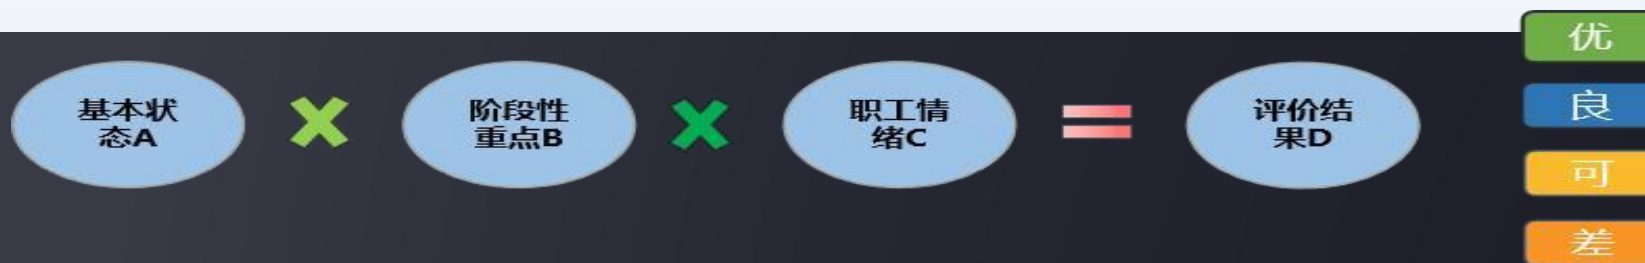 基本状
态A
阶段性
重点B
职工情
绪C
评价结
果D
优
良
可
差